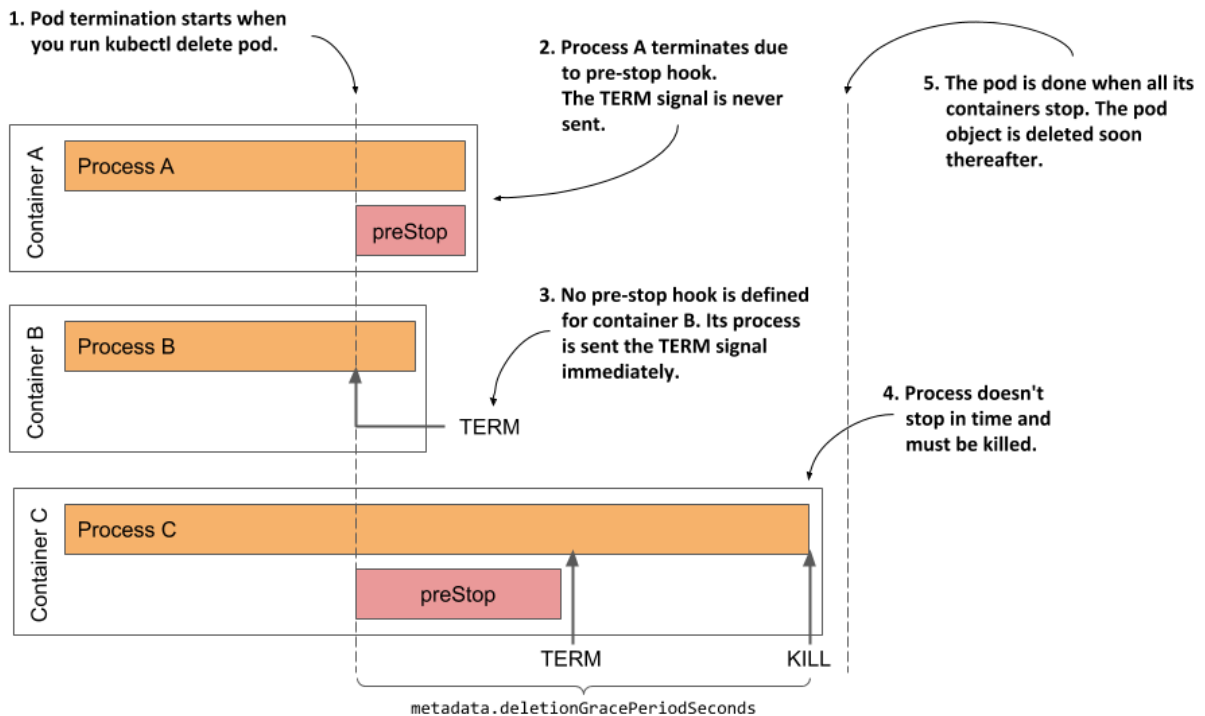 1. Pod termination starts when
you run kubectl delete pod.
2. Process A terminates due
to pre-stop hook.
The TERM signal is never
sent.
5. The pod is done when all its
containers stop. The pod
object is deleted soon
thereafter.
Container A
Process A
preStop
3. No pre-stop hook is defined
for container B. Its process
is sent the TERM signal
immediately.
Container B
Process B
TERM
4. Process doesn't
stop in time and
must be killed.
Container C
Process C
preStop
TERM
KILL
metadata.deletionGracePeriodSeconds